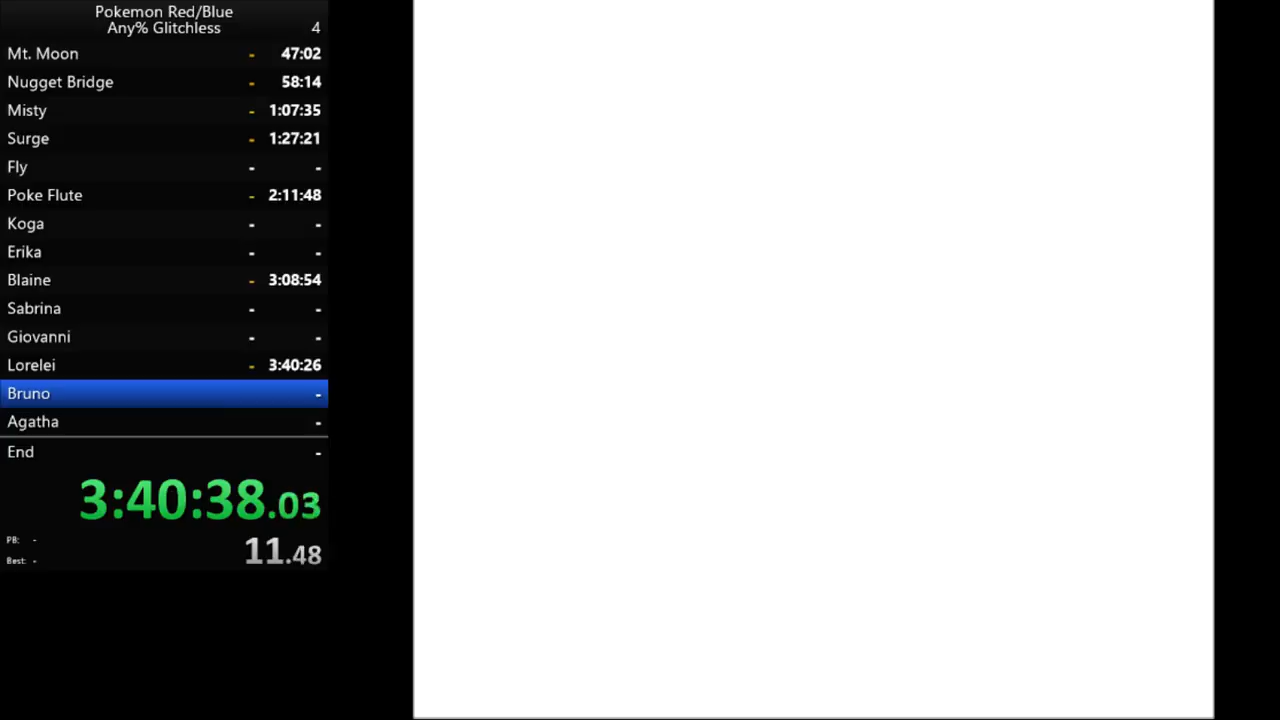 Pokemon Red/Blue
Any% Glitchless 4
Mt. Moon - 47:02
Nugget Bridge - 58:14
Misty - 1:07:35
Surge - 1:27:21
Fly - -
Poke Flute - 2:11:48
Koga - -
Erika - -
Blaine - 3:08:54
Sabrina - -
Giovanni - -
Lorelei - 3:40:26
Bruno -
Agatha -
End -
3:40:38.03
PB: -
11.48
Best: -